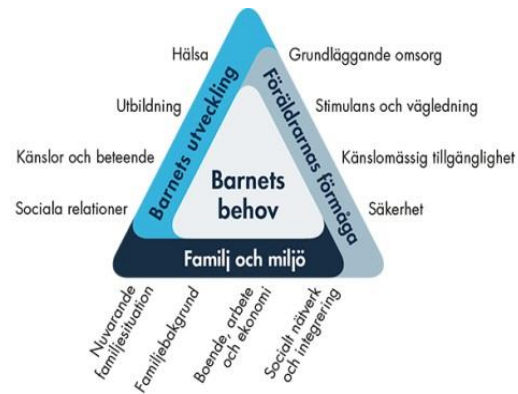 Hälsa
Utbildning
Känslor och beteende
Sociala relationer
Barnets utveckling
Barnets
behov
Föräldrarnas förmåga
Grundläggande omsorg
Stimulans och vägledning
Känslomässig tillgänglighet
Säkerhet
Familj och miljö
Nuvarande
familjesituation
Familjebakgrund
Boende, arbete
och ekonomi
Socialt nätverk
och integrering